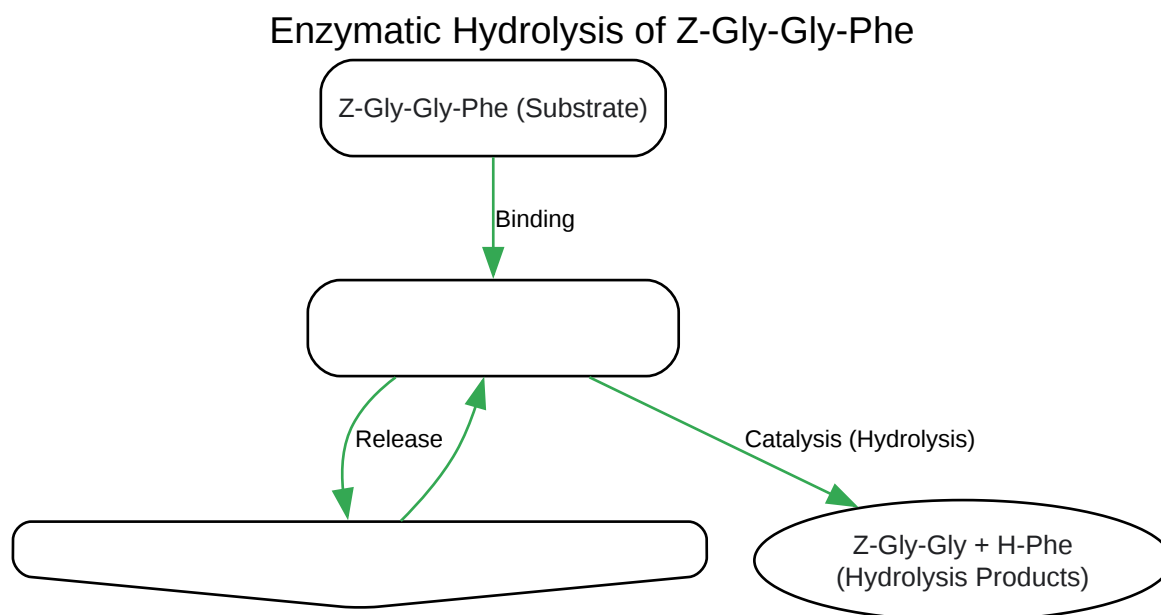 Enzymatic Hydrolysis of Z-Gly-Gly-Phe
Z-Gly-Gly-Phe (Substrate)
Binding
Release
Catalysis (Hydrolysis)
Z-Gly-Gly + H-Phe
(Hydrolysis Products)